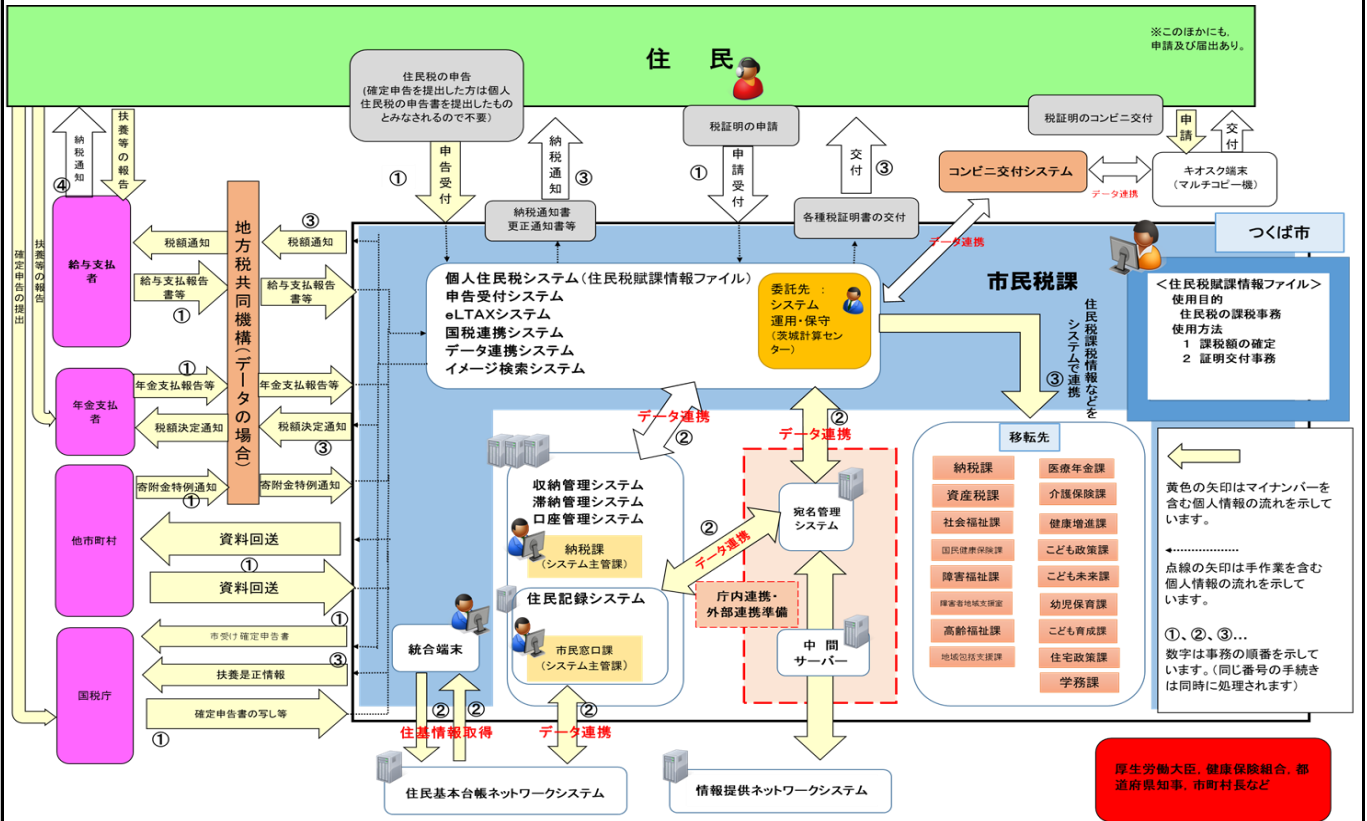 ※このほかにも、
申請及び届出あり。
住　民
住民税の申告
(確定申告を提出した方は個人
住民税の申告書を提出したもの
とみなされるので不要）
税証明の申請
税証明のコンビニ交付
納税通知
④
扶養等の報告
①
申告受付
納税通知
③
①
申請受付
交付
③
申請
交付
コンビニ交付システム
データ連携
キオスク端末
（マルチコピー機）
確定申告の提出
扶養等の報告
納税通知書
更正通知書等
各種税証明書の交付
データ連携
つくば市
市民税課
給与支払
者
税額通知
給与支払報告
書等
①
地方税共同機構（データの場合）
③
税額通知
給与支払報告
書等
個人住民税システム（住民税賦課情報ファイル）
申告受付システム
eLTAXシステム
国税連携システム
データ連携システム
イメージ検索システム
委託先　：
システム
運用・保守
（茨城計算セン
ター）
住民税課税情報などを
システムで連携
③
＜住民税賦課情報ファイル＞
使用目的
住民税の課税事務
使用方法
１　課税額の確定
２　証明交付事務
年金支払
者
①
年金支払報告等
税額決定通知
年金支払報告等
税額決定通知
③
データ連携
②
②
データ連携
他市町村
寄附金特例通知
①
寄附金特例通知
資料回送
①
資料回送
収納管理システム
滞納管理システム
口座管理システム
納税課
（システム主管課）
②
データ連携
宛名管理
システム
庁内連携・
外部連携準備
住民記録システム
市民窓口課
（システム主管課）
中　間
サーバー
移転先
納税課
資産税課
社会福祉課
国民健康保険課
障害福祉課
障害者地域支援室
高齢福祉課
地域包括支援課
医療年金課
介護保険課
健康増進課
こども政策課
こども未来課
幼児保育課
こども育成課
住宅政策課
学務課
黄色の矢印はマイナンバーを
含む個人情報の流れを示して
います。
点線の矢印は手作業を含む
個人情報の流れを示して
います。
①、②、③…
数字は事務の順番を示して
います。（同じ番号の手続き
は同時に処理されます）
国税庁
①
市受け確定申告書
③
扶養是正情報
確定申告書の写し等
①
統合端末
②
②
住基情報取得
②
データ連携
住民基本台帳ネットワークシステム
情報提供ネットワークシステム
厚生労働大臣、健康保険組合、都
道府県知事、市町村長など